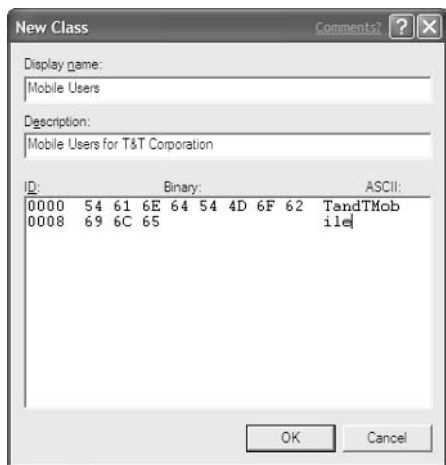 New Class Comments? ? X
Display name:
Mobile Users
Description:
Mobile Users for T&T Corporation
ID: Binary: ASCII:
0000 54 61 6E 64 54 4D 6F 62 TandTMob
0008 69 6C 65 ile
OK Cancel